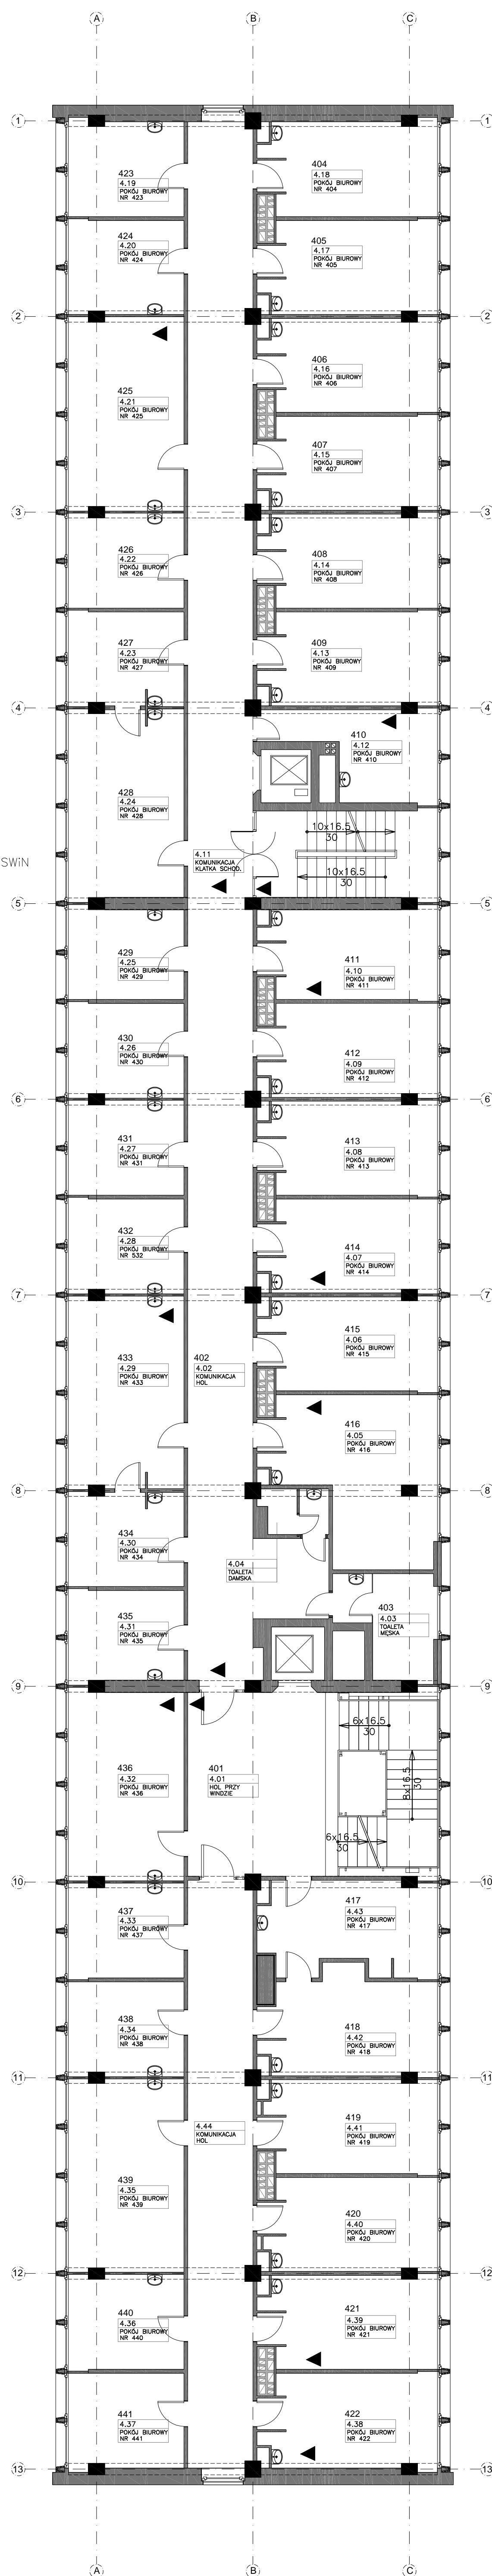 A B C
1 1
423
4.19
POKÓJ BIUROWY
NR 423
404
4.18
POKÓJ BIUROWY
NR 404
424
4.20
POKÓJ BIUROWY
NR 424
405
4.17
POKÓJ BIUROWY
NR 405
2 2
425
4.21
POKÓJ BIUROWY
NR 425
406
4.16
POKÓJ BIUROWY
NR 406
407
4.15
POKÓJ BIUROWY
NR 407
3 3
426
4.22
POKÓJ BIUROWY
NR 426
408
4.14
POKÓJ BIUROWY
NR 408
427
4.23
POKÓJ BIUROWY
NR 427
409
4.13
POKÓJ BIUROWY
NR 409
4 4
410
4.12
POKÓJ BIUROWY
NR 410
428
4.24
POKÓJ BIUROWY
NR 428
10x16.5
30
SWiN
4.11
KOMUNIKACJA
KLATKA SCHOD.
10x16.5
30
5 5
429
4.25
POKÓJ BIUROWY
NR 429
411
4.10
POKÓJ BIUROWY
NR 411
430
4.26
POKÓJ BIUROWY
NR 430
412
4.09
POKÓJ BIUROWY
NR 412
6 6
431
4.27
POKÓJ BIUROWY
NR 431
413
4.08
POKÓJ BIUROWY
NR 413
432
4.28
POKÓJ BIUROWY
NR 532
414
4.07
POKÓJ BIUROWY
NR 414
7 7
433
4.29
POKÓJ BIUROWY
NR 433
402
4.02
KOMUNIKACJA
HOL
415
4.06
POKÓJ BIUROWY
NR 415
416
4.05
POKÓJ BIUROWY
NR 416
8 8
434
4.30
POKÓJ BIUROWY
NR 434
4.04
TOALETA
DAMSKA
435
4.31
POKÓJ BIUROWY
NR 435
403
4.03
TOALETA
MĘSKA
9 9
6x16.5
30
436
4.32
POKÓJ BIUROWY
NR 436
401
4.01
HOL PRZY
WINDZIE
8x16.5
30
6x16.5
30
10 10
437
4.33
POKÓJ BIUROWY
NR 437
417
4.43
POKÓJ BIUROWY
NR 417
438
4.34
POKÓJ BIUROWY
NR 438
418
4.42
POKÓJ BIUROWY
NR 418
11 11
4.44
KOMUNIKACJA
HOL
419
4.41
POKÓJ BIUROWY
NR 419
439
4.35
POKÓJ BIUROWY
NR 439
420
4.40
POKÓJ BIUROWY
NR 420
12 12
440
4.36
POKÓJ BIUROWY
NR 440
421
4.39
POKÓJ BIUROWY
NR 421
441
4.37
POKÓJ BIUROWY
NR 441
422
4.38
POKÓJ BIUROWY
NR 422
13 13
A B C